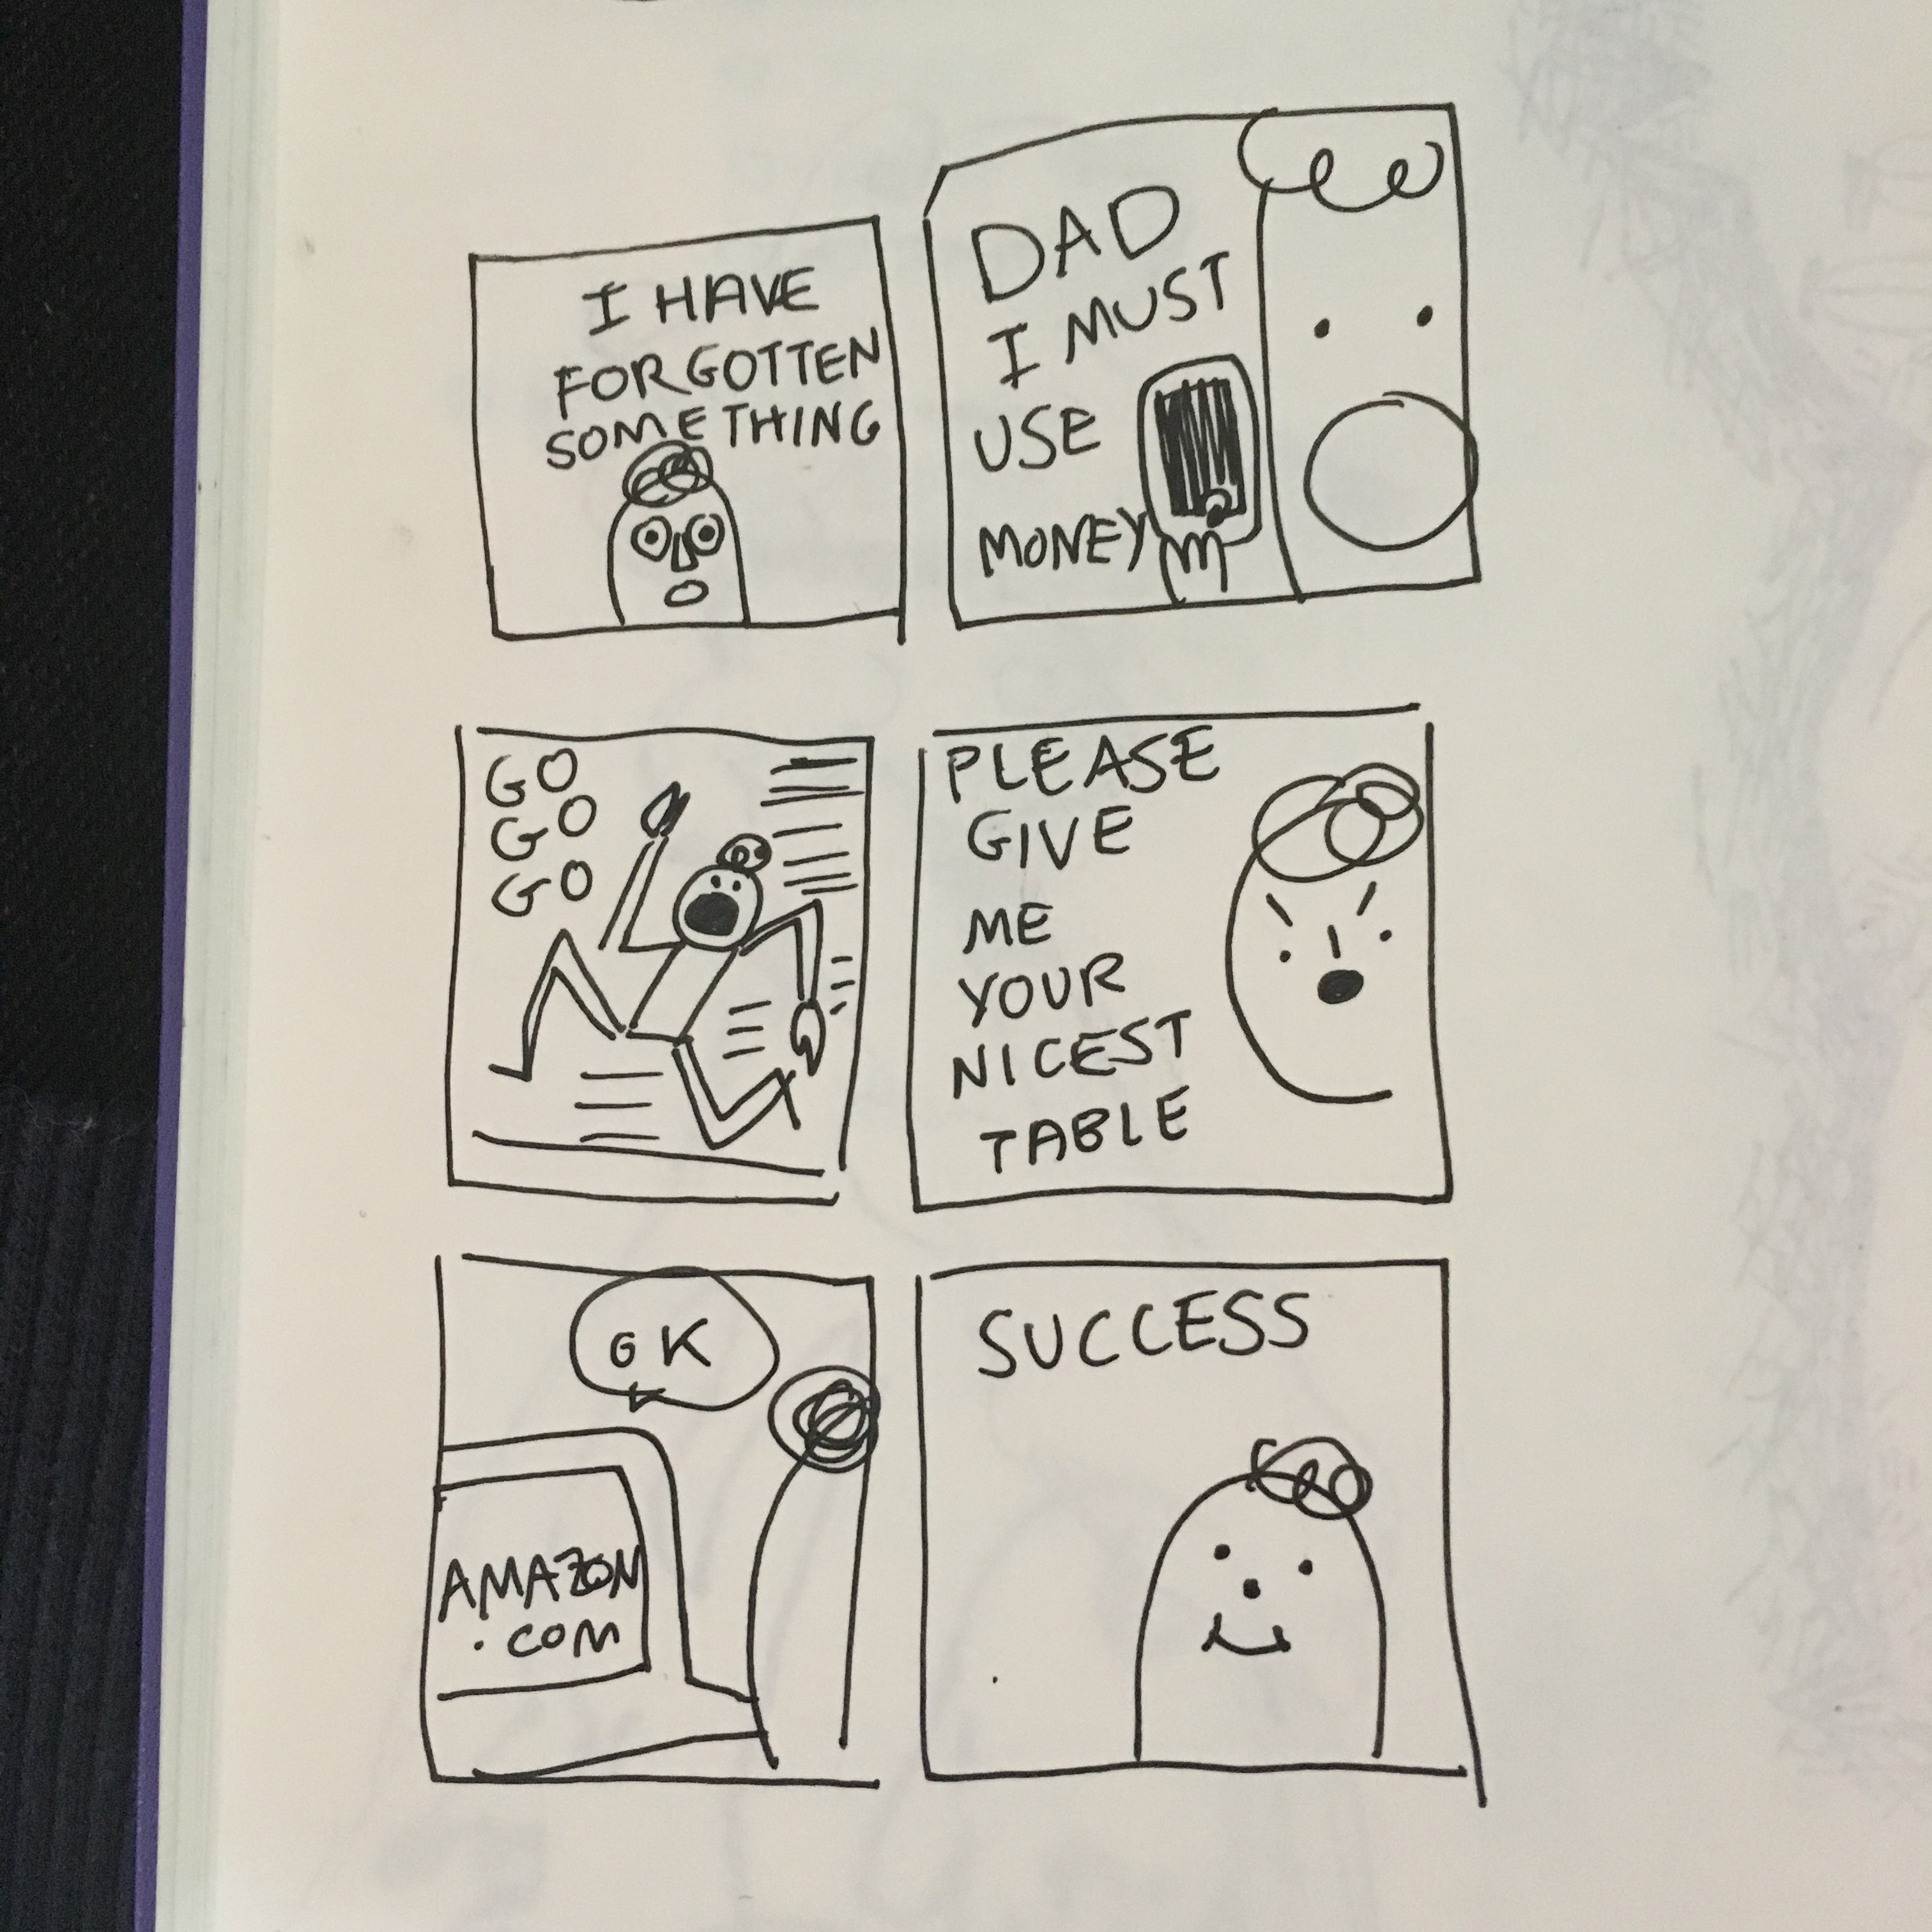 I HAVE
FORGOTTEN
SOMETHING
DAD
I MUST
USE
MONEY
GO
GO
GO
PLEASE
GIVE
ME
YOUR
NICEST
TABLE
OK
AMAZON
.COM
SUCCESS